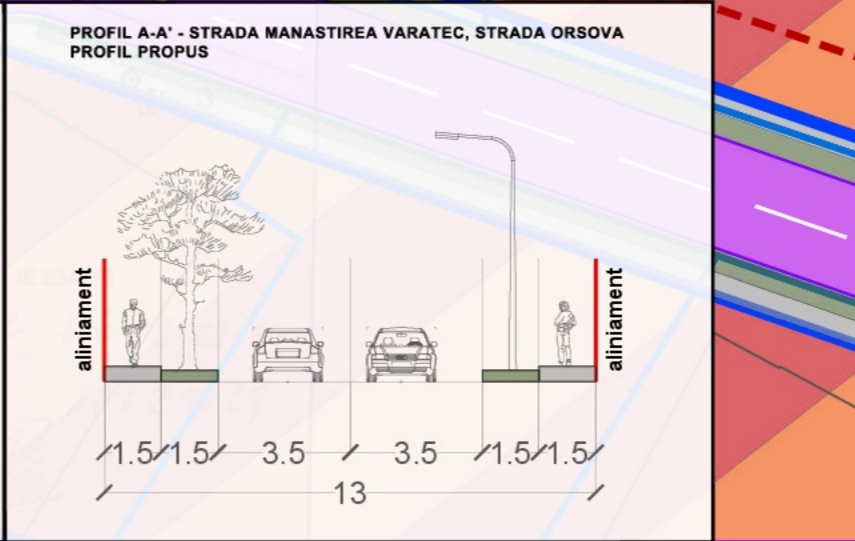 PROFIL A-A' - STRADA MANASTIREA VARATEC, STRADA ORSOVA
PROFIL PROPUS
aliniament
aliniament
1.5 1.5 3.5 3.5 1.5 1.5
13